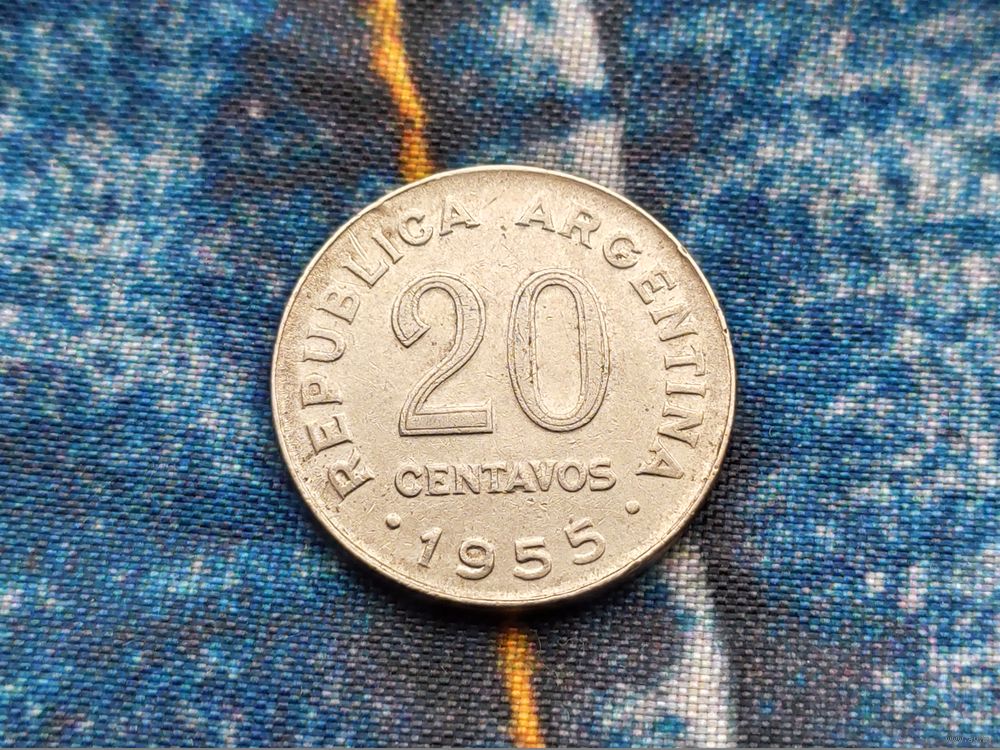 REPUBLICA ARGENTINA
20
CENTAVOS
• 1955 •